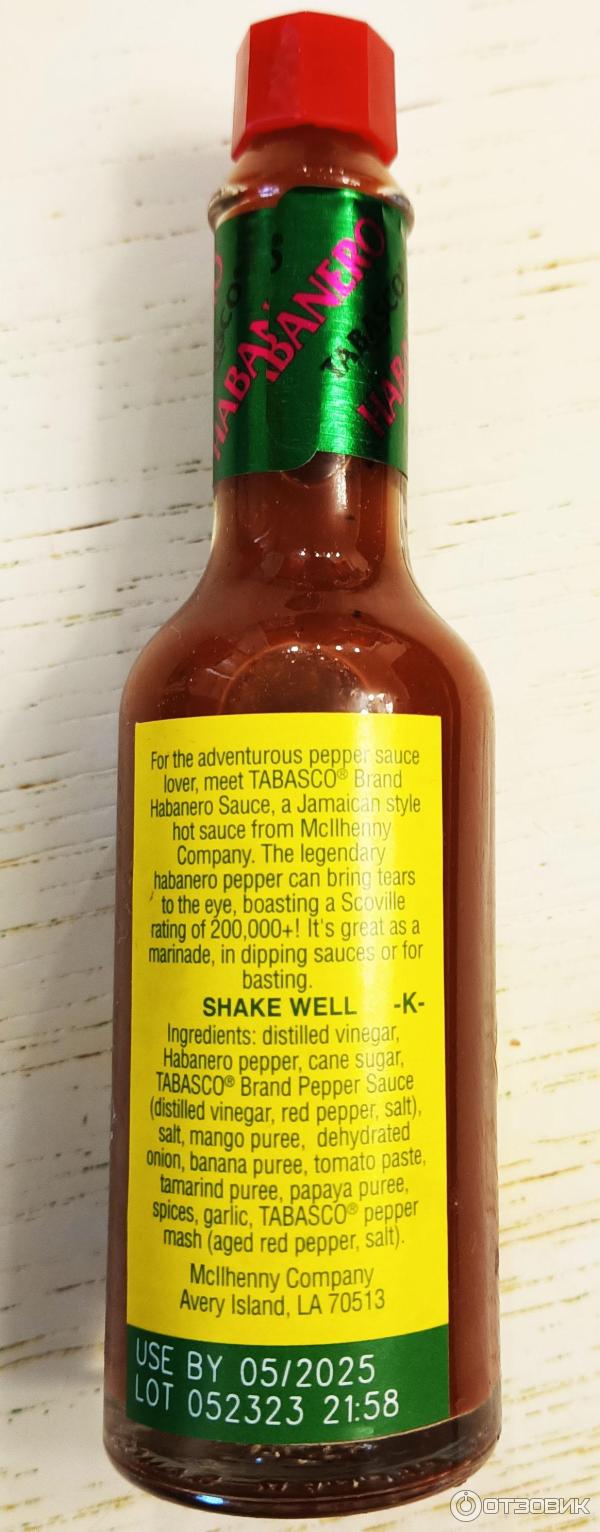 HABANERO
TABASCO
HABANERO
TABASCO
For the adventurous pepper sauce
lover, meet TABASCO® Brand
Habanero Sauce, a Jamaican style
hot sauce from McIlhenny
Company. The legendary
habanero pepper can bring tears
to the eye, boasting a Scoville
rating of 200,000+! It's great as a
marinade, in dipping sauces or for
basting.
SHAKE WELL -K-
Ingredients: distilled vinegar,
Habanero pepper, cane sugar,
TABASCO® Brand Pepper Sauce
(distilled vinegar, red pepper, salt),
salt, mango puree, dehydrated
onion, banana puree, tomato paste,
tamarind puree, papaya puree,
spices, garlic, TABASCO® pepper
mash (aged red pepper, salt).
McIlhenny Company
Avery Island, LA 70513
USE BY 05/2025
LOT 052323 21:58
ОТЗОВИК